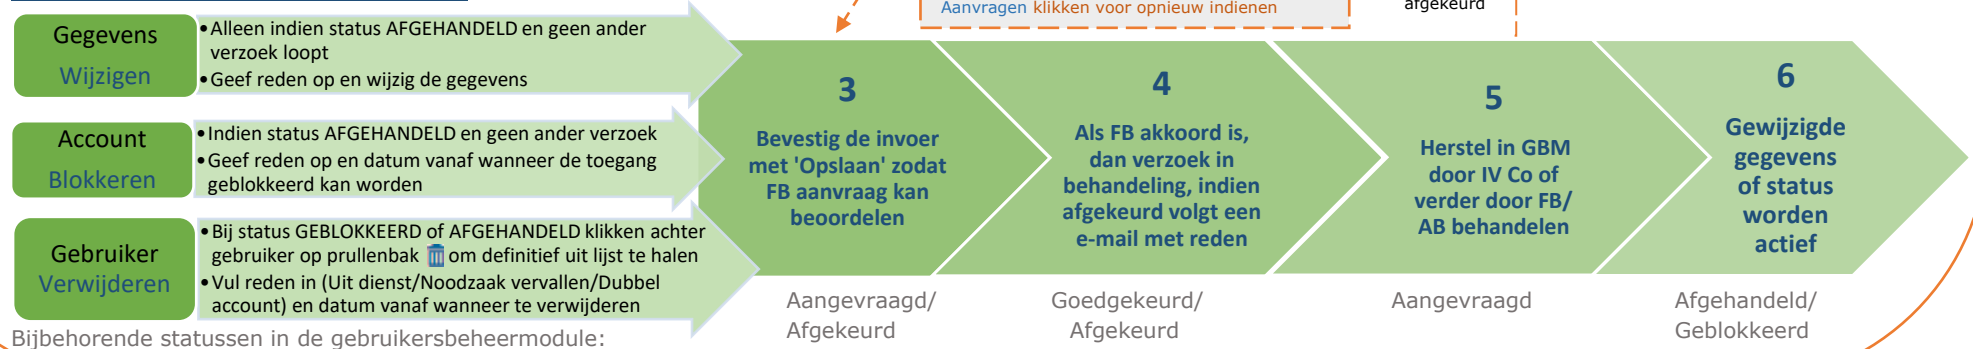 Aanvragen klikken voor opnieuw indienen
afgekeurd
Gegevens
Wijzigen
•Alleen indien status AFGEHANDELD en geen ander
verzoek loopt
•Geef reden op en wijzig de gegevens
Account
Blokkeren
•Indien status AFGEHANDELD en geen ander verzoek
•Geef reden op en datum vanaf wanneer de toegang
geblokkeerd kan worden
Gebruiker
Verwijderen
•Bij status GEBLOKKEERD of AFGEHANDELD klikken achter
gebruiker op prullenbak om definitief uit lijst te halen
•Vul reden in (Uit dienst/Noodzaak vervallen/Dubbel
account) en datum vanaf wanneer te verwijderen
3
Bevestig de invoer
met 'Opslaan' zodat
FB aanvraag kan
beoordelen
4
Als FB akkoord is,
dan verzoek in
behandeling, indien
afgekeurd volgt een
e-mail met reden
5
Herstel in GBM
door IV Co of
verder door FB/
AB behandelen
6
Gewijzigde
gegevens
of status
worden
actief
Aangevraagd/
Afgekeurd
Goedgekeurd/
Afgekeurd
Aangevraagd
Afgehandeld/
Geblokkeerd
Bijbehorende statussen in de gebruikersbeheermodule: